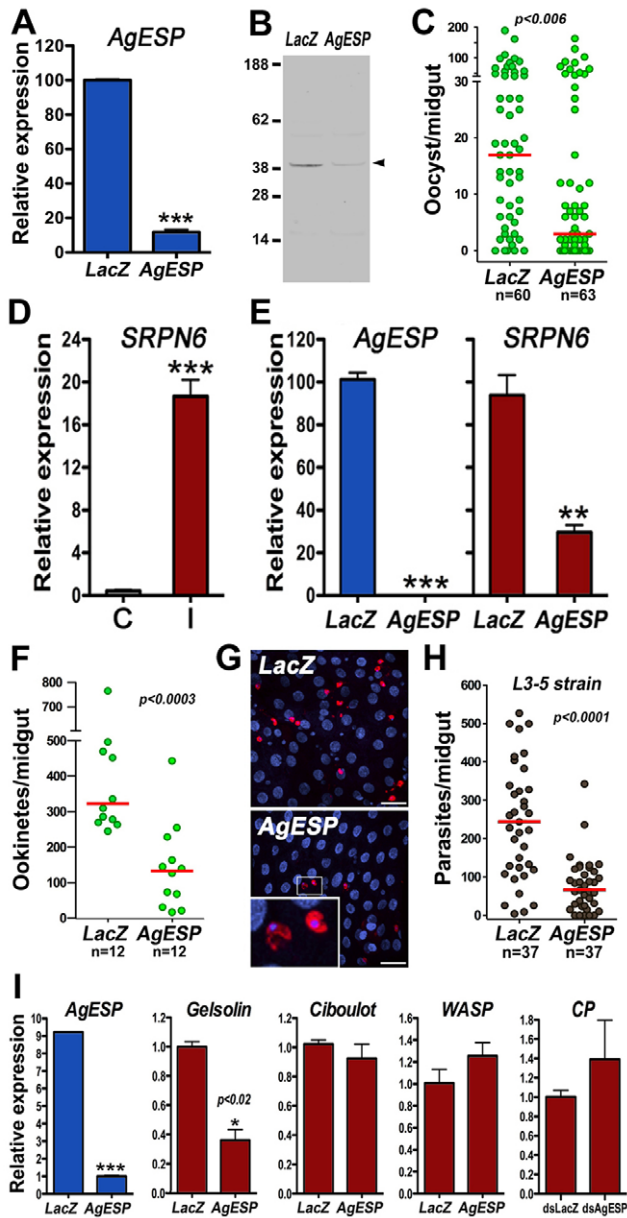 A
AgESP
Relative expression
100
80
60
40
20
0
***
LacZ AgESP
B
LacZ AgESP
188
62
38
28
14
C
p<0.006
Oocyst/midgut
200
100
30
20
10
0
LacZ AgESP
n=60 n=63
D
SRPN6
***
Relative expression
24
20
16
12
8
4
0
C I
E
AgESP SRPN6
Relative expression
120
100
80
60
40
20
0
*** **
LacZ AgESP LacZ AgESP
F
p<0.0003
Ookinetes/midgut
800
700
600
500
400
300
200
100
0
LacZ AgESP
n=12 n=12
G
LacZ
AgESP
H
L3-5 strain
p<0.0001
Parasites/midgut
600
500
400
300
200
100
0
LacZ AgESP
n=37 n=37
I
AgESP Gelsolin Ciboulot WASP CP
Relative expression
10
9
8
7
6
5
4
3
2
1
0
***
LacZ AgESP
1.2
1.0
0.8
0.6
0.4
0.2
0.0
p<0.02
*
LacZ AgESP
1.2
1.0
0.8
0.6
0.4
0.2
0.0
LacZ AgESP
1.6
1.4
1.2
1.0
0.8
0.6
0.4
0.2
0.0
LacZ AgESP
2.0
1.8
1.6
1.4
1.2
1.0
0.8
0.6
0.4
0.2
0.0
dsLacZ dsAgESP